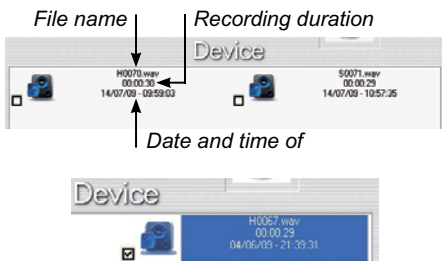 File name
Recording duration
Device
H0070.wav
00:00:30
14/07/09 - 09:59:03
S0071.wav
00:00:29
14/07/09 - 10:57:35
Date and time of
Device
H0067.wav
00:00:29
04/06/09 - 21:39:31